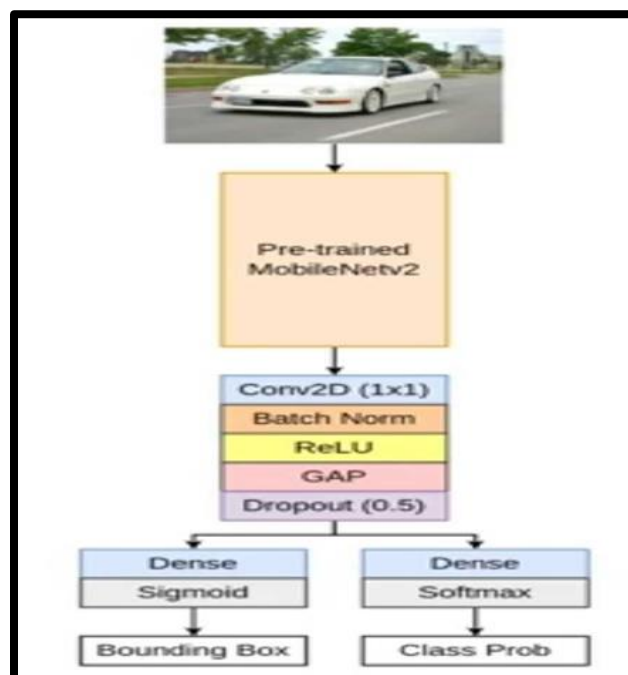 Pre-trained
MobileNetv2
Conv2D (1x1)
Batch Norm
ReLU
GAP
Dropout (0.5)
Dense
Dense
Sigmoid
Softmax
Bounding Box
Class Prob